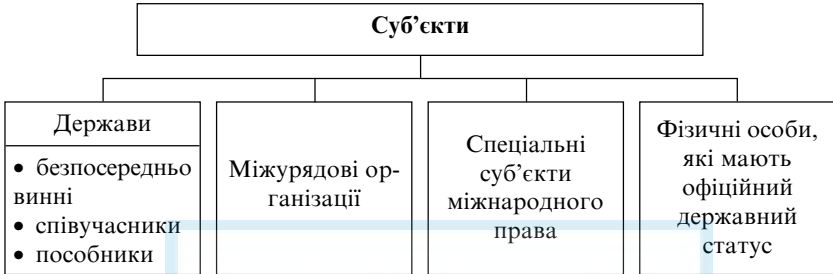 Суб’єкти
Держави
• безпосередньо
винні
• співучасники
• пособники
Міжурядові ор-
ганізації
Спеціальні
суб’єкти
міжнародного
права
Фізичні особи,
які мають
офіційний
державний
статус